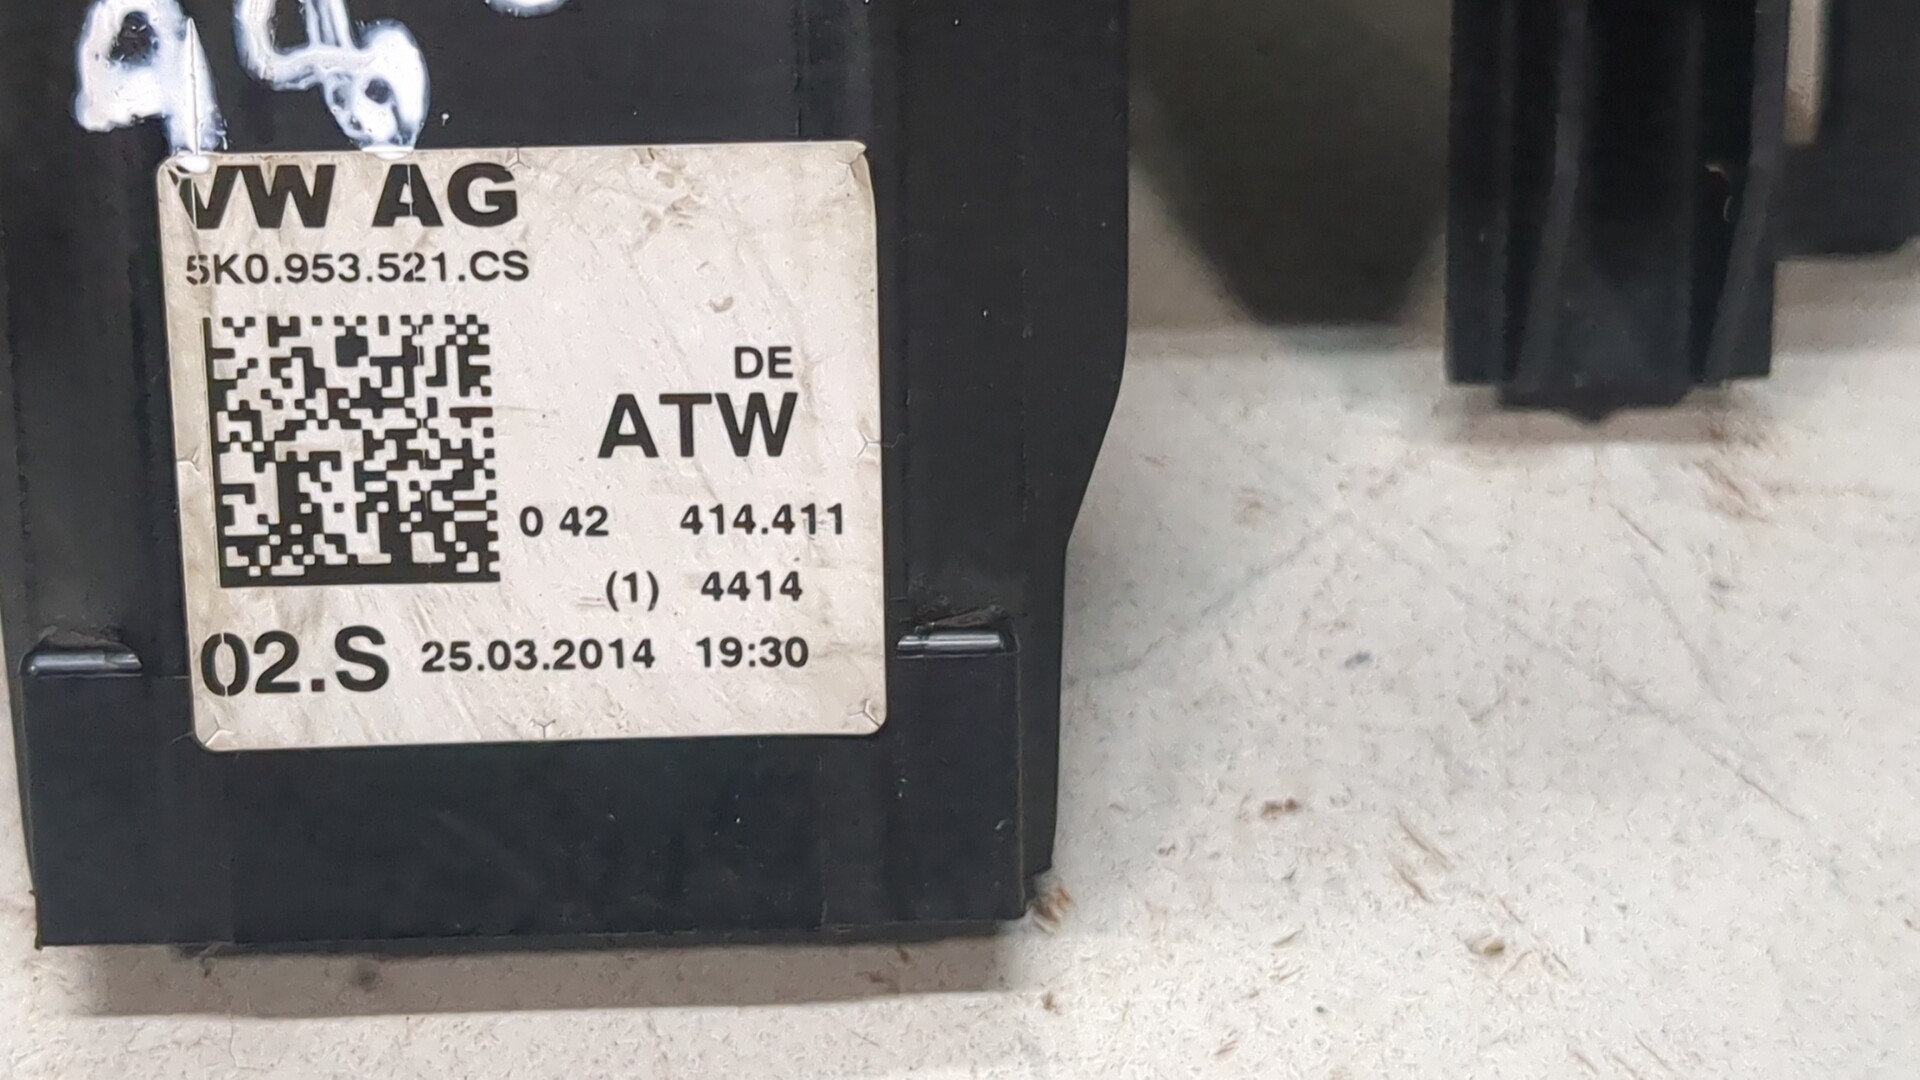 VW AG
5K0.953.521.CS
DE
ATW
0 42 414.411
(1) 4414
02.S 25.03.2014 19:30